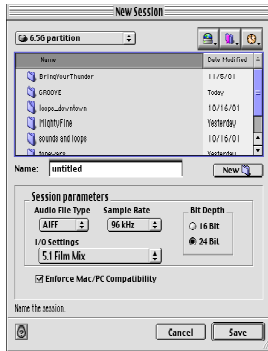 New Session
6.56 partition
Name Date Modified
BringYourThunder 11/5/01
GROOVE Today
loops_downtown 10/16/01
MightyFine Yesterday
sounds and loops 10/16/01
Yesterday
Name: untitled New
Session parameters
Audio File Type Sample Rate Bit Depth
AIFF 96 kHz 16 Bit
24 Bit
I/O Settings
5.1 Film Mix
Enforce Mac/PC Compatibility
Name the session.
Cancel Save